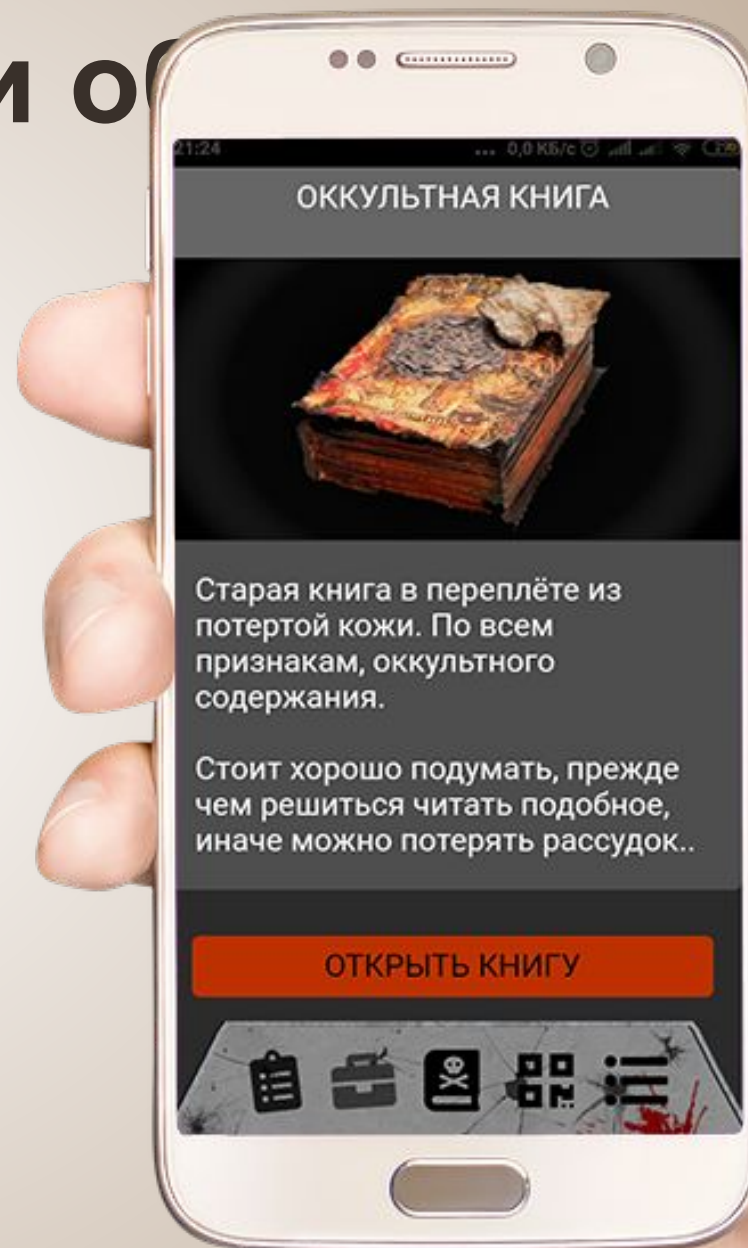 и об
21:24 ... 0,0 КБ/с
ОККУЛЬТНАЯ КНИГА
Старая книга в переплёте из
потертой кожи. По всем
признакам, оккультного
содержания.
Стоит хорошо подумать, прежде
чем решиться читать подобное,
иначе можно потерять рассудок..
ОТКРЫТЬ КНИГУ